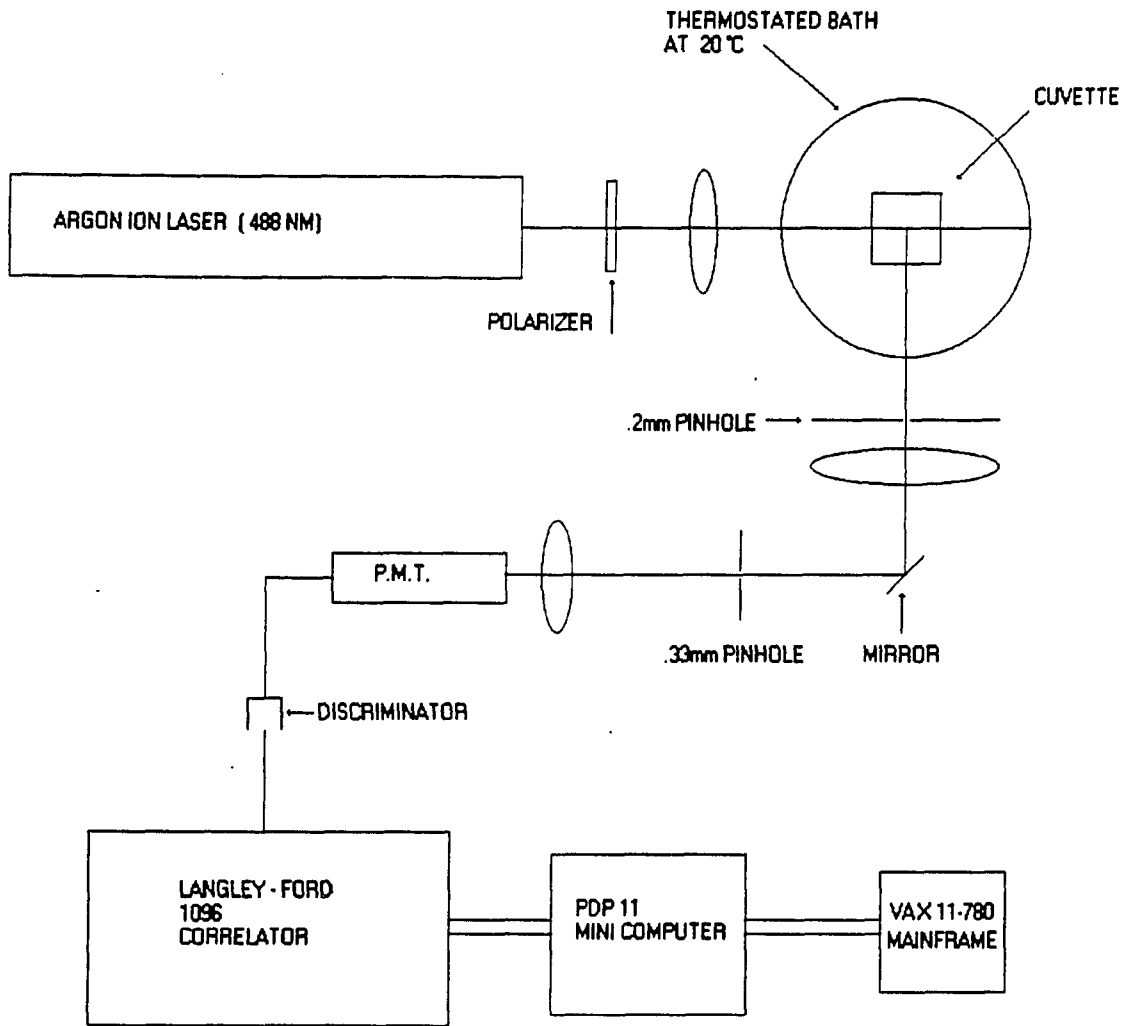 THERMOSTATED BATH
AT 20°C
CUVETTE
ARGON ION LASER ( 488 NM)
POLARIZER
.2mm PINHOLE
P.M.T.
.33mm PINHOLE
MIRROR
DISCRIMINATOR
LANGLEY - FORD
1096
CORRELATOR
PDP 11
MINI COMPUTER
VAX 11-780
MAINFRAME